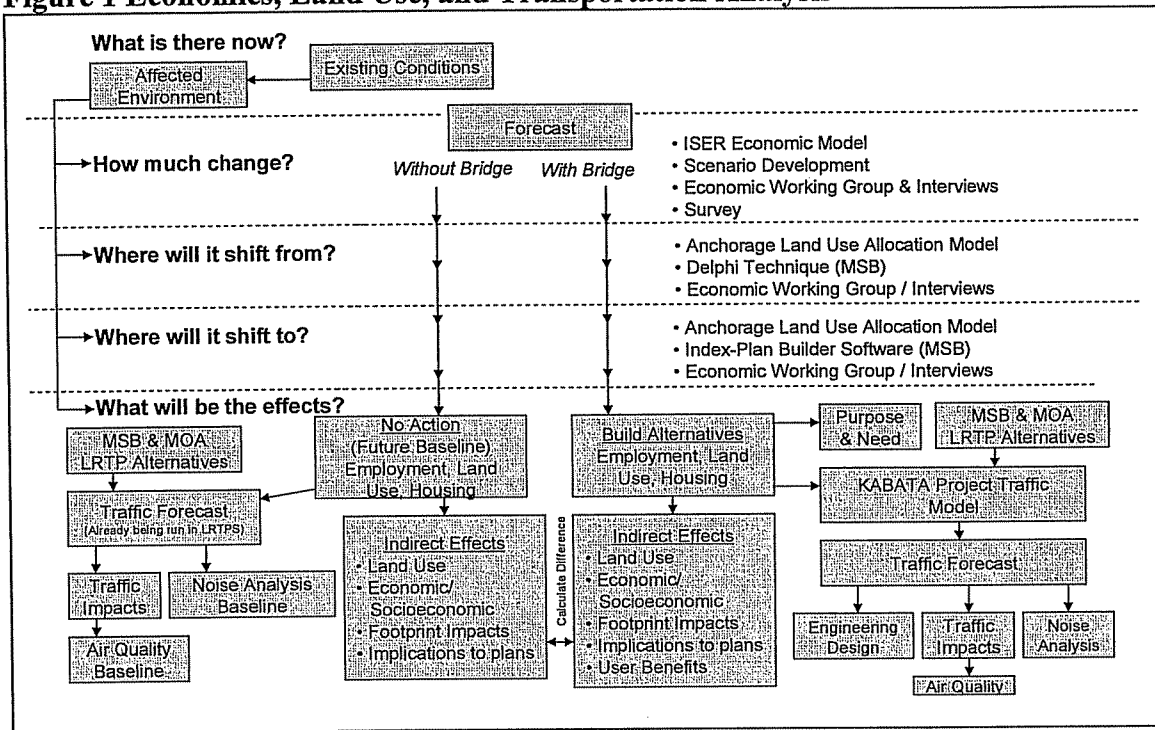 Figure 1 Economics, Land Use, and Transportation Analysis
What is there now?
Affected
Environment
Existing Conditions
Forecast
How much change?
Without Bridge
With Bridge
• ISER Economic Model
• Scenario Development
• Economic Working Group & Interviews
• Survey
Where will it shift from?
• Anchorage Land Use Allocation Model
• Delphi Technique (MSB)
• Economic Working Group / Interviews
Where will it shift to?
• Anchorage Land Use Allocation Model
• Index-Plan Builder Software (MSB)
• Economic Working Group / Interviews
What will be the effects?
MSB & MOA
LRTP Alternatives
Traffic Forecast
(Already being run in LRTPS)
Traffic
Impacts
Noise Analysis
Baseline
Air Quality
Baseline
No Action
(Future Baseline)
Employment, Land
Use, Housing
Indirect Effects
• Land Use
• Economic/
Socioeconomic
• Footprint Impacts
• Implications to plans
Calculate Difference
Build Alternatives
Employment, Land
Use, Housing
Indirect Effects
• Land Use
• Economic/
Socioeconomic
• Footprint Impacts
• Implications to plans
• User Benefits
Purpose
& Need
MSB & MOA
LRTP Alternatives
KABATA Project Traffic
Model
Traffic Forecast
Engineering
Design
Traffic
Impacts
Noise
Analysis
Air Quality